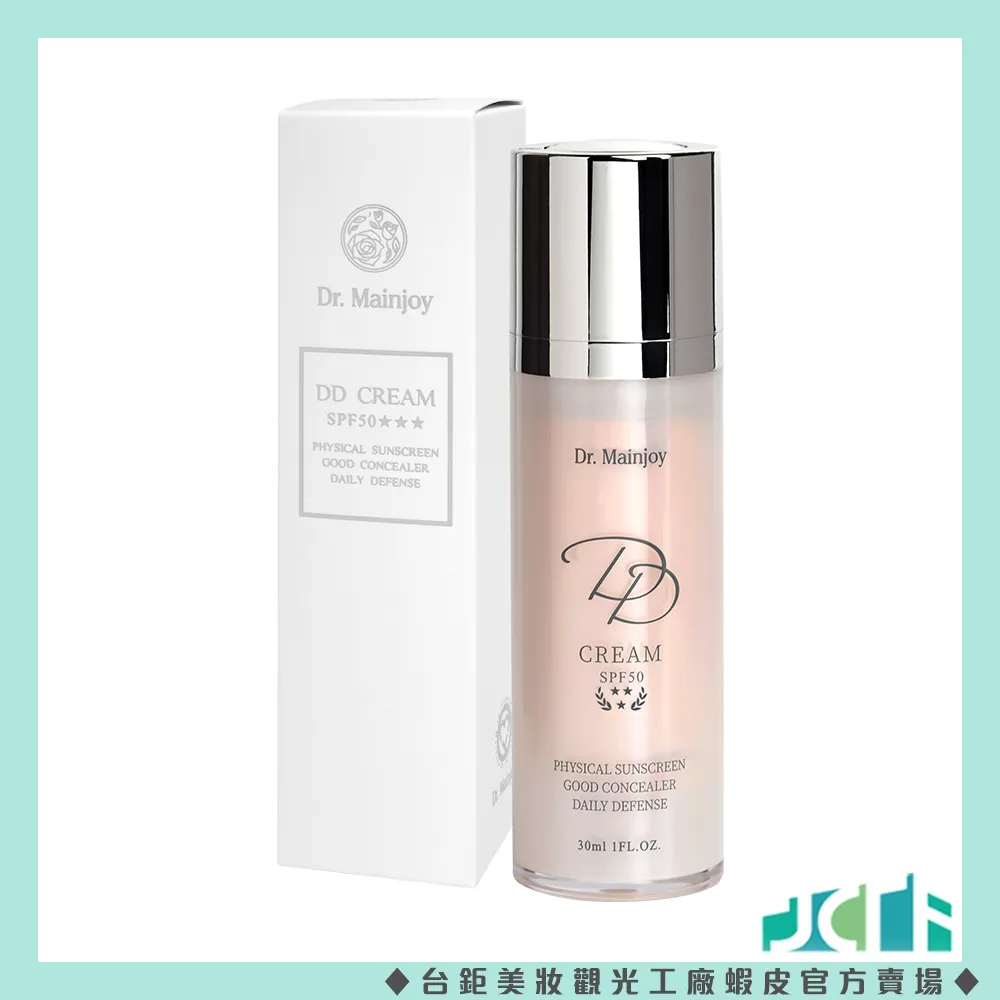 Dr. Mainjoy
DD CREAM
SPF50★★★
PHYSICAL SUNSCREEN
GOOD CONCEALER
DAILY DEFENSE
Dr. Mainjoy
DD
CREAM
SPF50
★★
★
PHYSICAL SUNSCREEN
GOOD CONCEALER
DAILY DEFENSE
30ml 1FL.OZ.
◆台鉅美妝觀光工廠蝦皮官方賣場◆